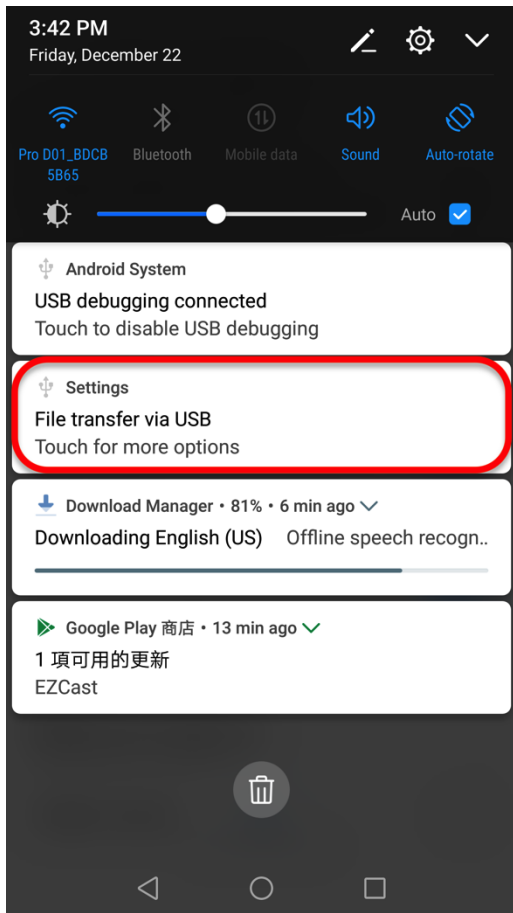 3:42 PM
Friday, December 22
Pro D01_BDCB
5B65
Bluetooth
Mobile data
Sound
Auto-rotate
Auto
Android System
USB debugging connected
Touch to disable USB debugging
Settings
File transfer via USB
Touch for more options
Download Manager • 81% • 6 min ago
Downloading English (US) Offline speech recogn..
Google Play 商店 • 13 min ago
1 項可用的更新
EZCast